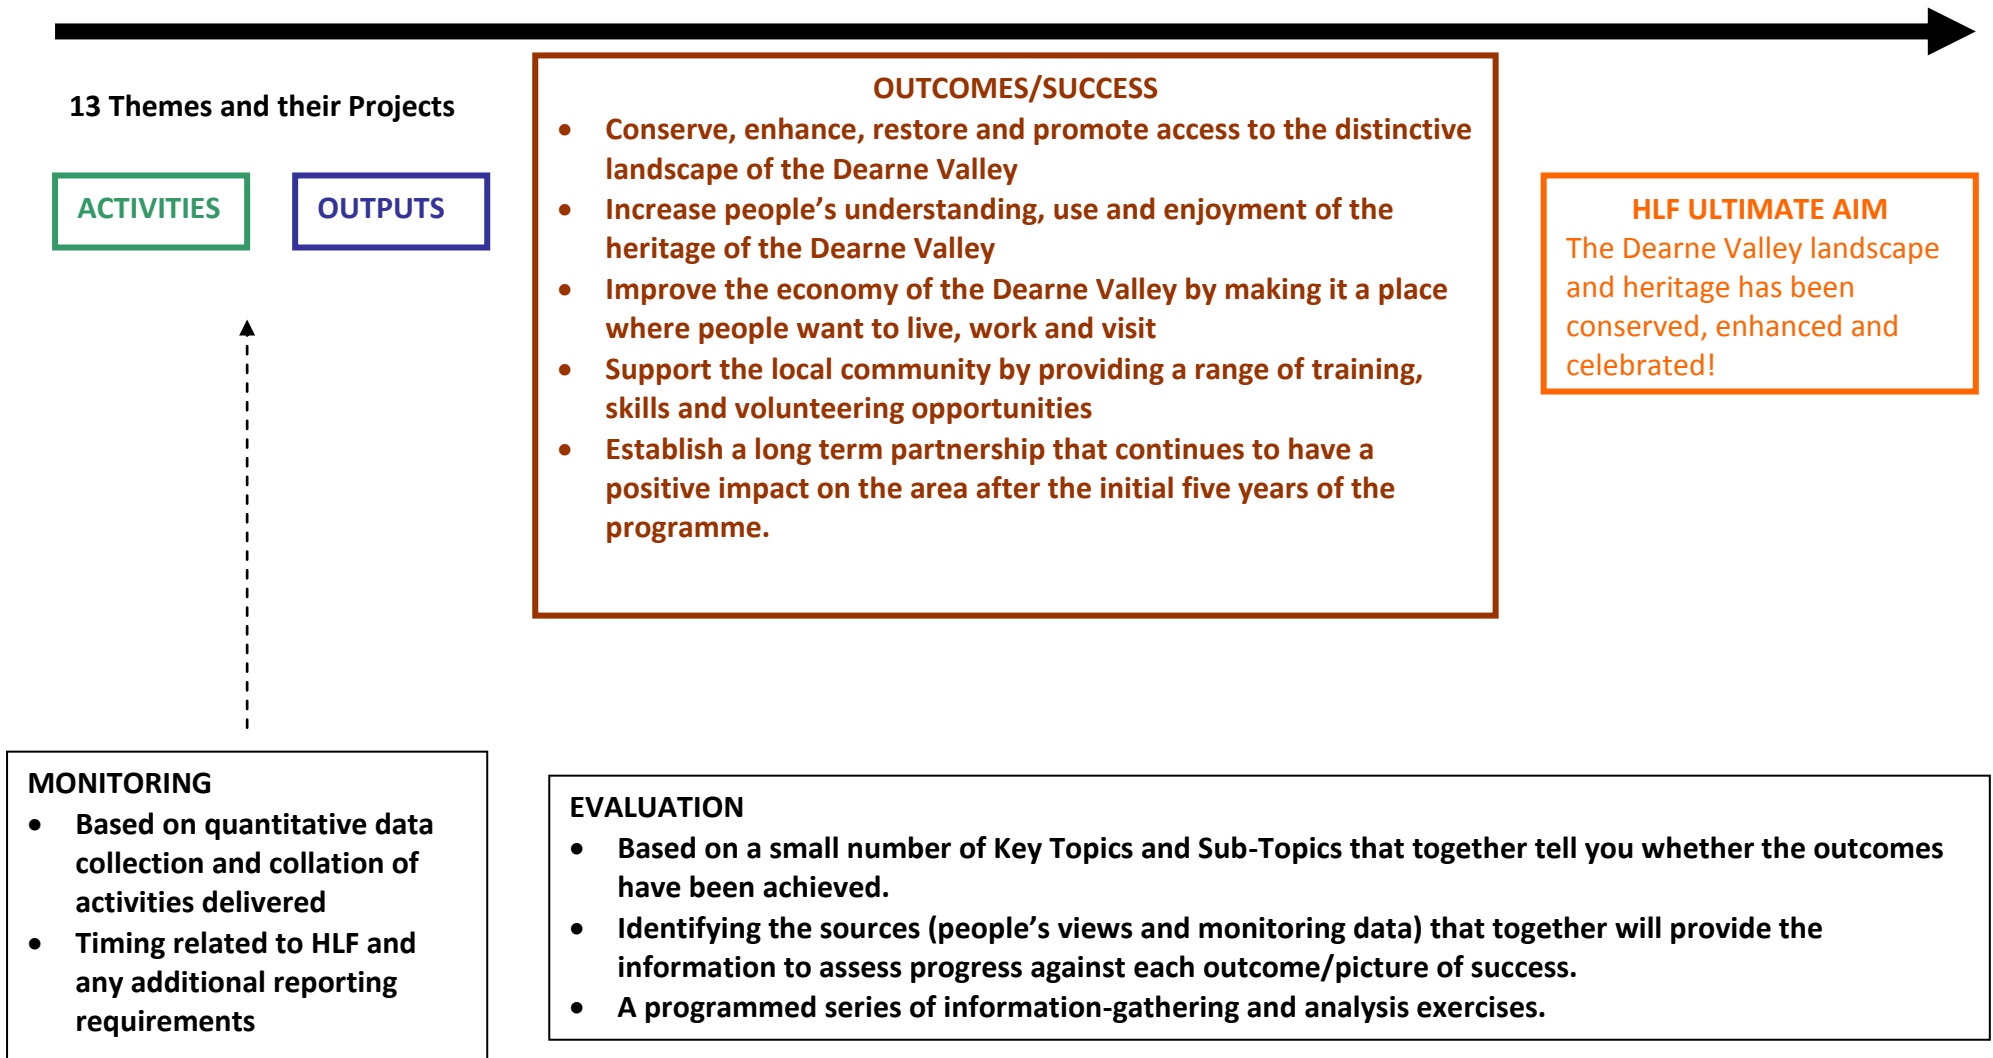 13 Themes and their Projects
ACTIVITIES
OUTPUTS
OUTCOMES/SUCCESS
• Conserve, enhance, restore and promote access to the distinctive
landscape of the Dearne Valley
• Increase people’s understanding, use and enjoyment of the
heritage of the Dearne Valley
• Improve the economy of the Dearne Valley by making it a place
where people want to live, work and visit
• Support the local community by providing a range of training,
skills and volunteering opportunities
• Establish a long term partnership that continues to have a
positive impact on the area after the initial five years of the
programme.
HLF ULTIMATE AIM
The Dearne Valley landscape
and heritage has been
conserved, enhanced and
celebrated!
MONITORING
• Based on quantitative data
collection and collation of
activities delivered
• Timing related to HLF and
any additional reporting
requirements
EVALUATION
• Based on a small number of Key Topics and Sub-Topics that together tell you whether the outcomes
have been achieved.
• Identifying the sources (people’s views and monitoring data) that together will provide the
information to assess progress against each outcome/picture of success.
• A programmed series of information-gathering and analysis exercises.